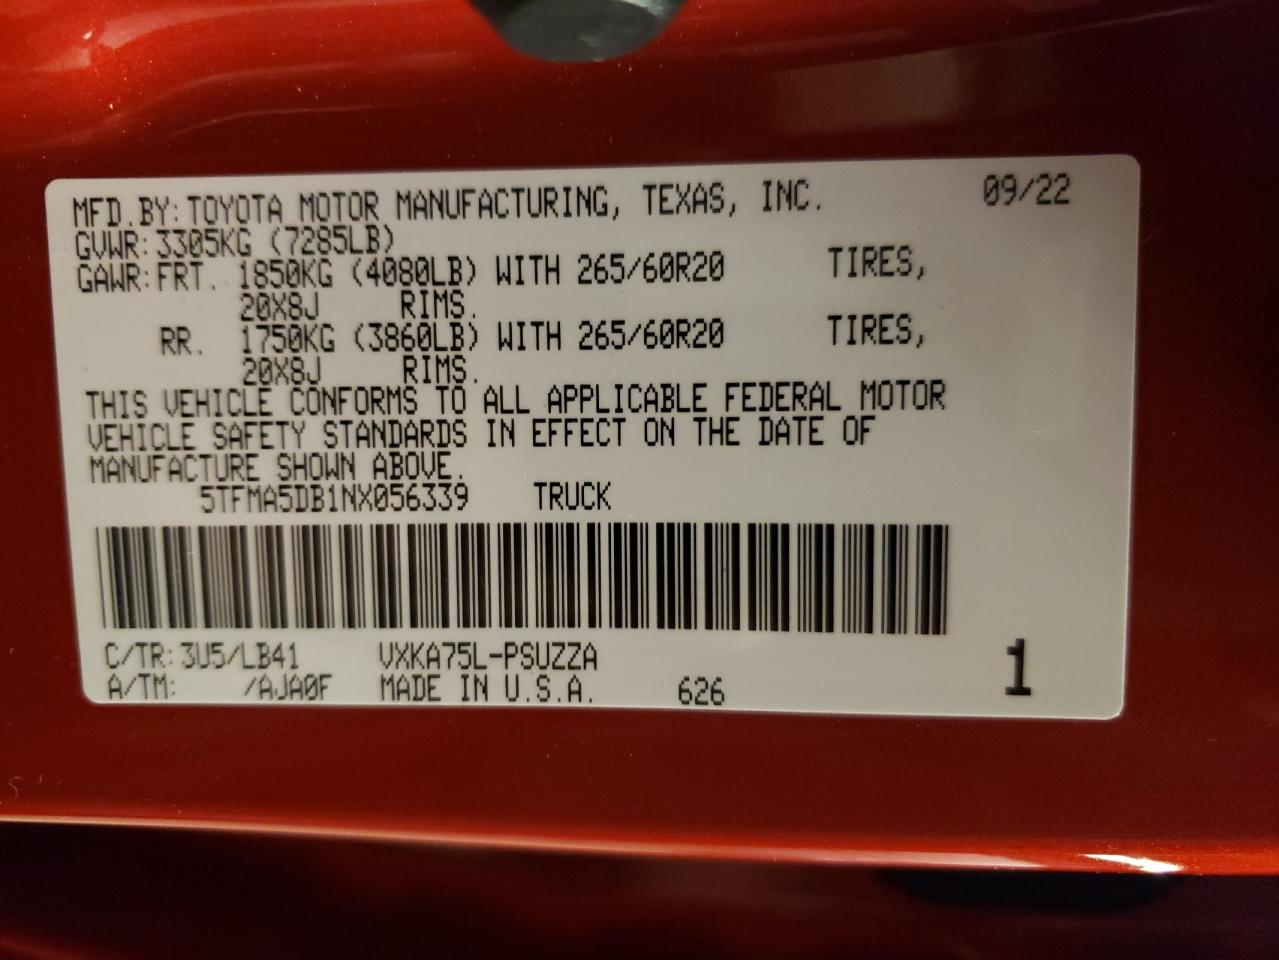 MFD.BY:TOYOTA MOTOR MANUFACTURING, TEXAS, INC. 09/22
GVWR:3305KG (7285LB)
GAWR:FRT. 1850KG (4080LB) WITH 265/60R20 TIRES,
20X8J RIMS.
RR. 1750KG (3860LB) WITH 265/60R20 TIRES,
20X8J RIMS.
THIS VEHICLE CONFORMS TO ALL APPLICABLE FEDERAL MOTOR
VEHICLE SAFETY STANDARDS IN EFFECT ON THE DATE OF
MANUFACTURE SHOWN ABOVE.
5TFMA5DB1NX056339 TRUCK
C/TR:3U5/LB41 VXKA75L-PSUZZA
A/TM: /AJA0F MADE IN U.S.A. 626
1